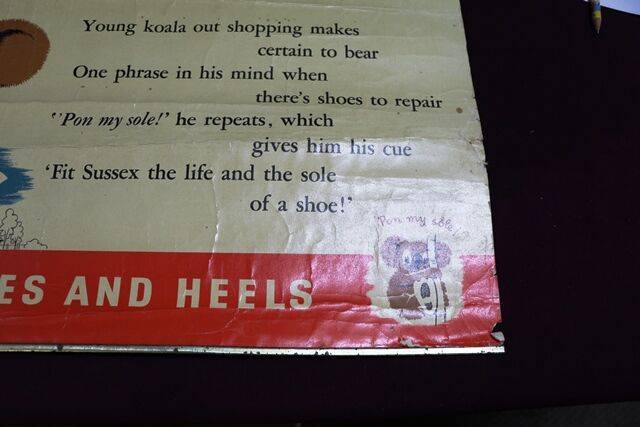 Young koala out shopping makes
certain to bear
One phrase in his mind when
there's shoes to repair
‘'Pon my sole!’ he repeats, which
gives him his cue
‘Fit Sussex the life and the sole
of a shoe!’
'Pon my sole!
ES AND HEELS